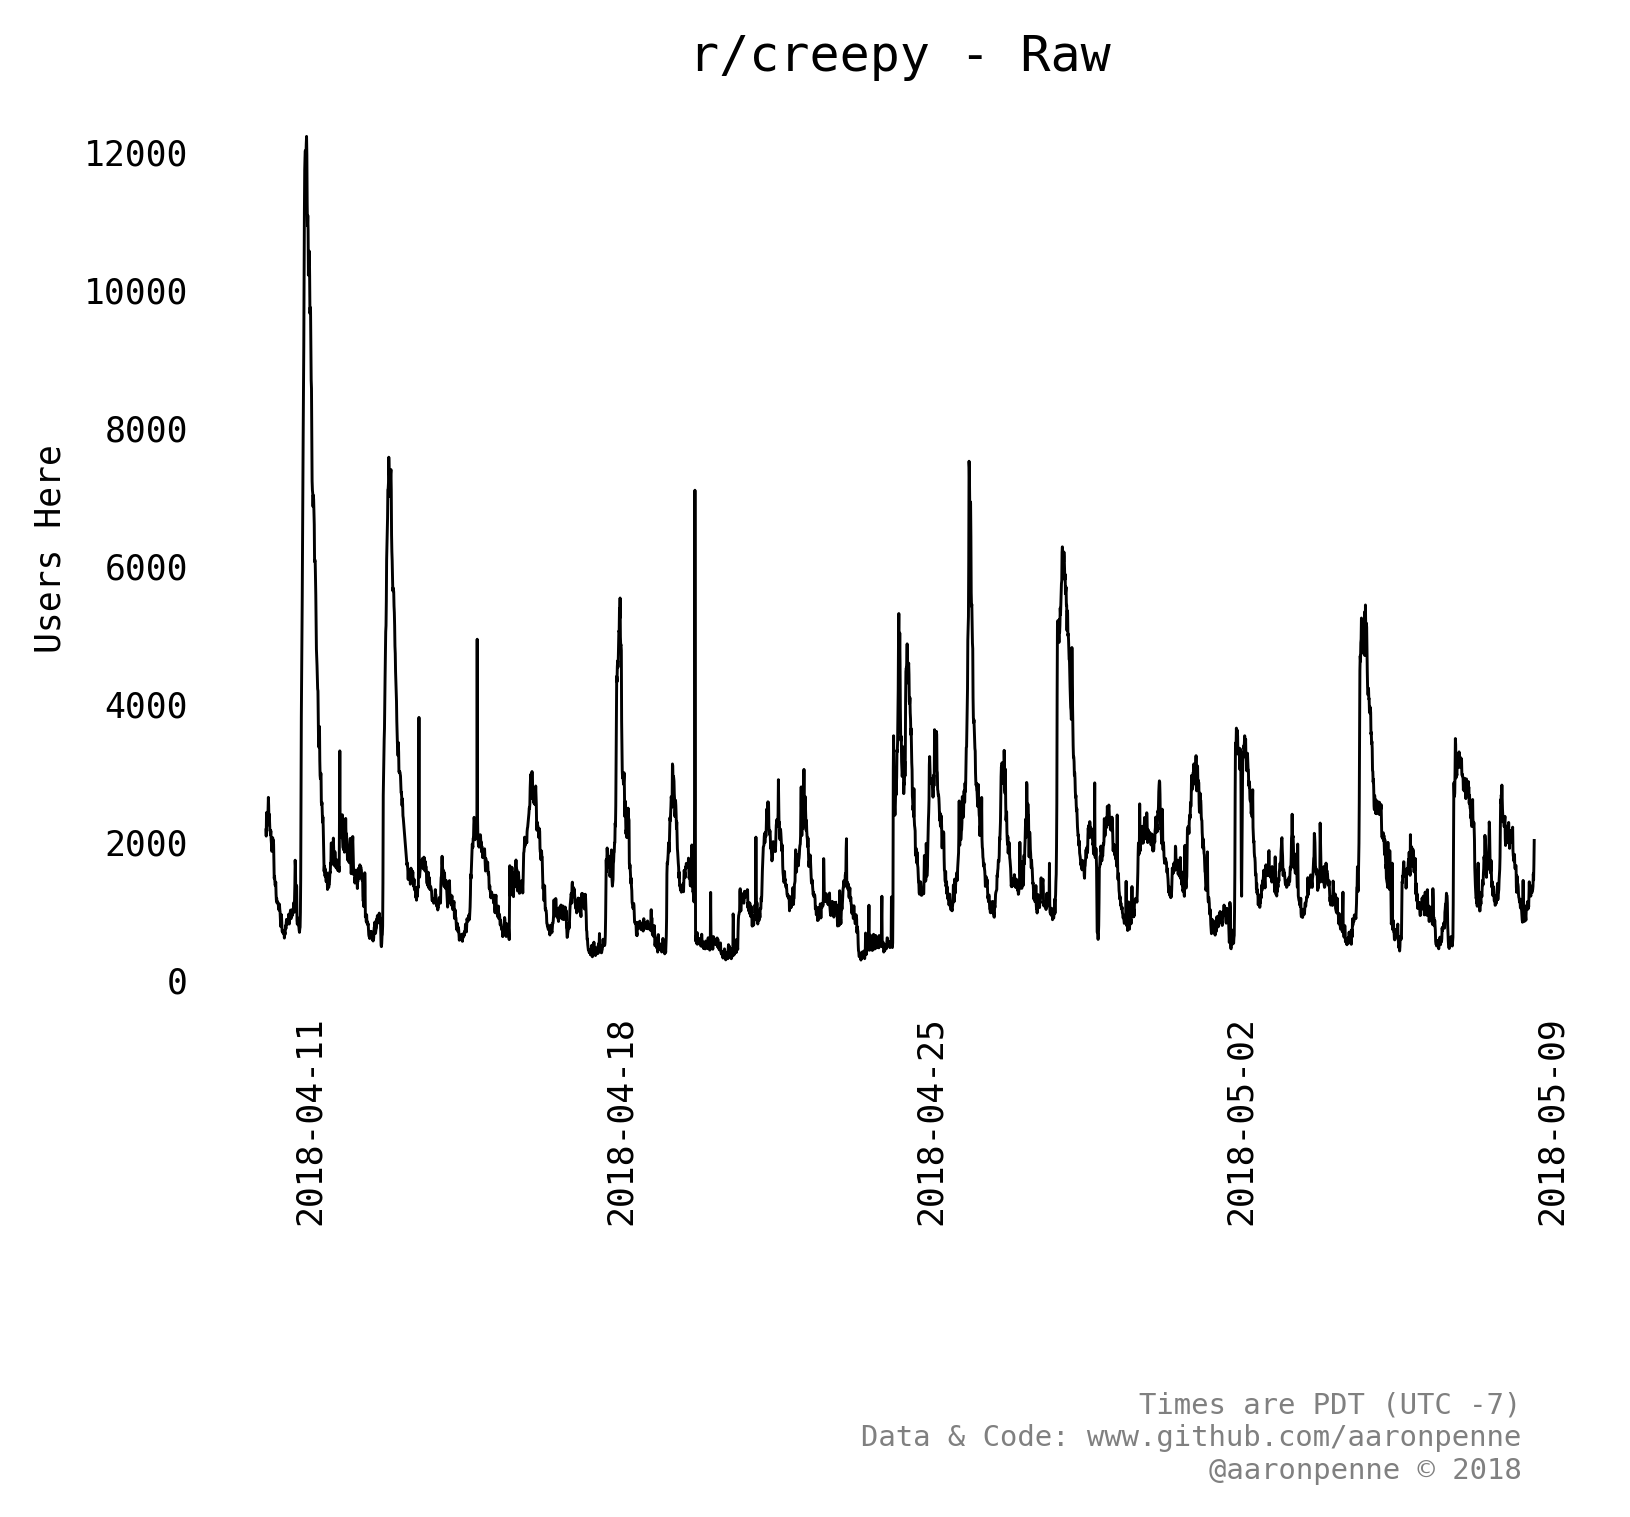 r/creepy - Raw
12000
10000
8000
6000
4000
2000
0
Users Here
2018-04-11
2018-04-18
2018-04-25
2018-05-02
2018-05-09
Times are PDT (UTC -7)
Data & Code: www.github.com/aaronpenne
@aaronpenne © 2018